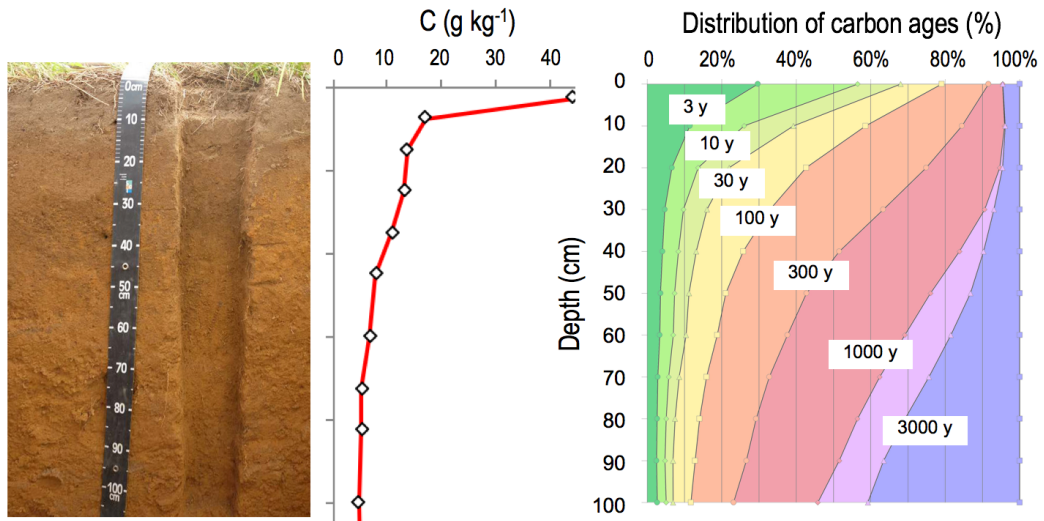 C (g kg⁻¹)
0 10 20 30 40
0cm
10
20
30
40
50
cm
60
70
80
90
100
cm
Distribution of carbon ages (%)
0 20% 40% 60% 80% 100%
Depth (cm)
0
10
20
30
40
50
60
70
80
90
100
3 y
10 y
30 y
100 y
300 y
1000 y
3000 y